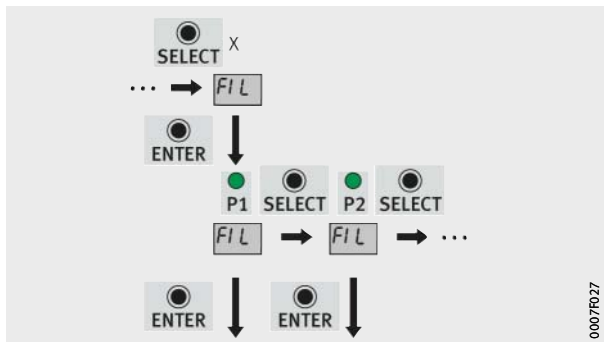 SELECT X
... FIL
ENTER
P1 SELECT P2 SELECT
FIL FIL ...
ENTER ENTER
0007F027